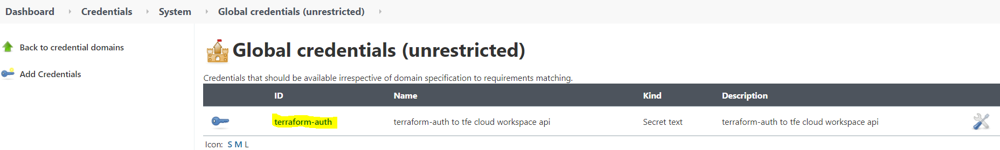 Dashboard Credentials System Global credentials (unrestricted)
Back to credential domains
Add Credentials
Global credentials (unrestricted)
Credentials that should be available irrespective of domain specification to requirements matching.
ID Name Kind Description
terraform-auth terraform-auth to tfe cloud workspace api Secret text terraform-auth to tfe cloud workspace api
Icon: S M L